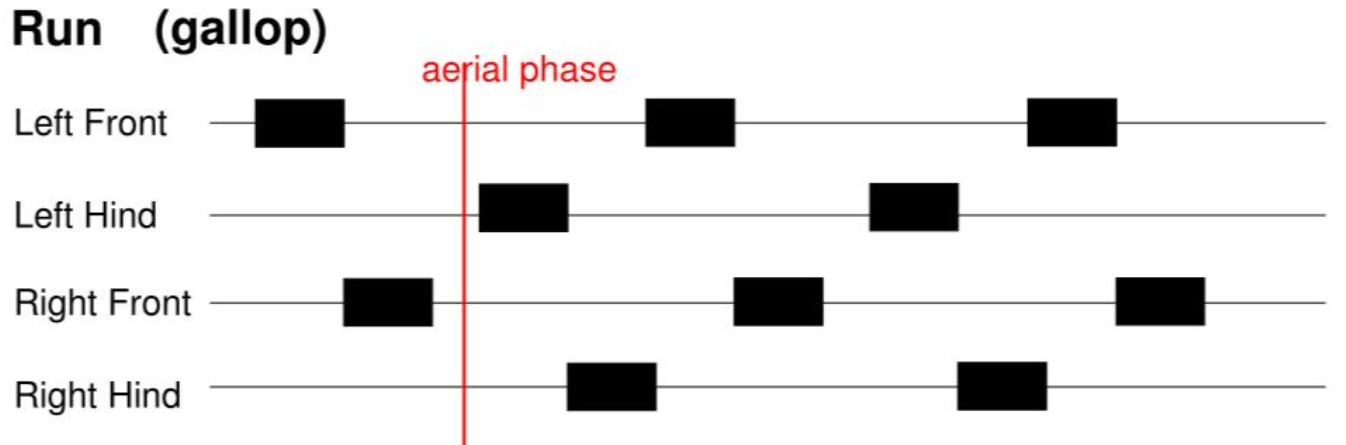 Run (gallop)
aerial phase
Left Front
Left Hind
Right Front
Right Hind